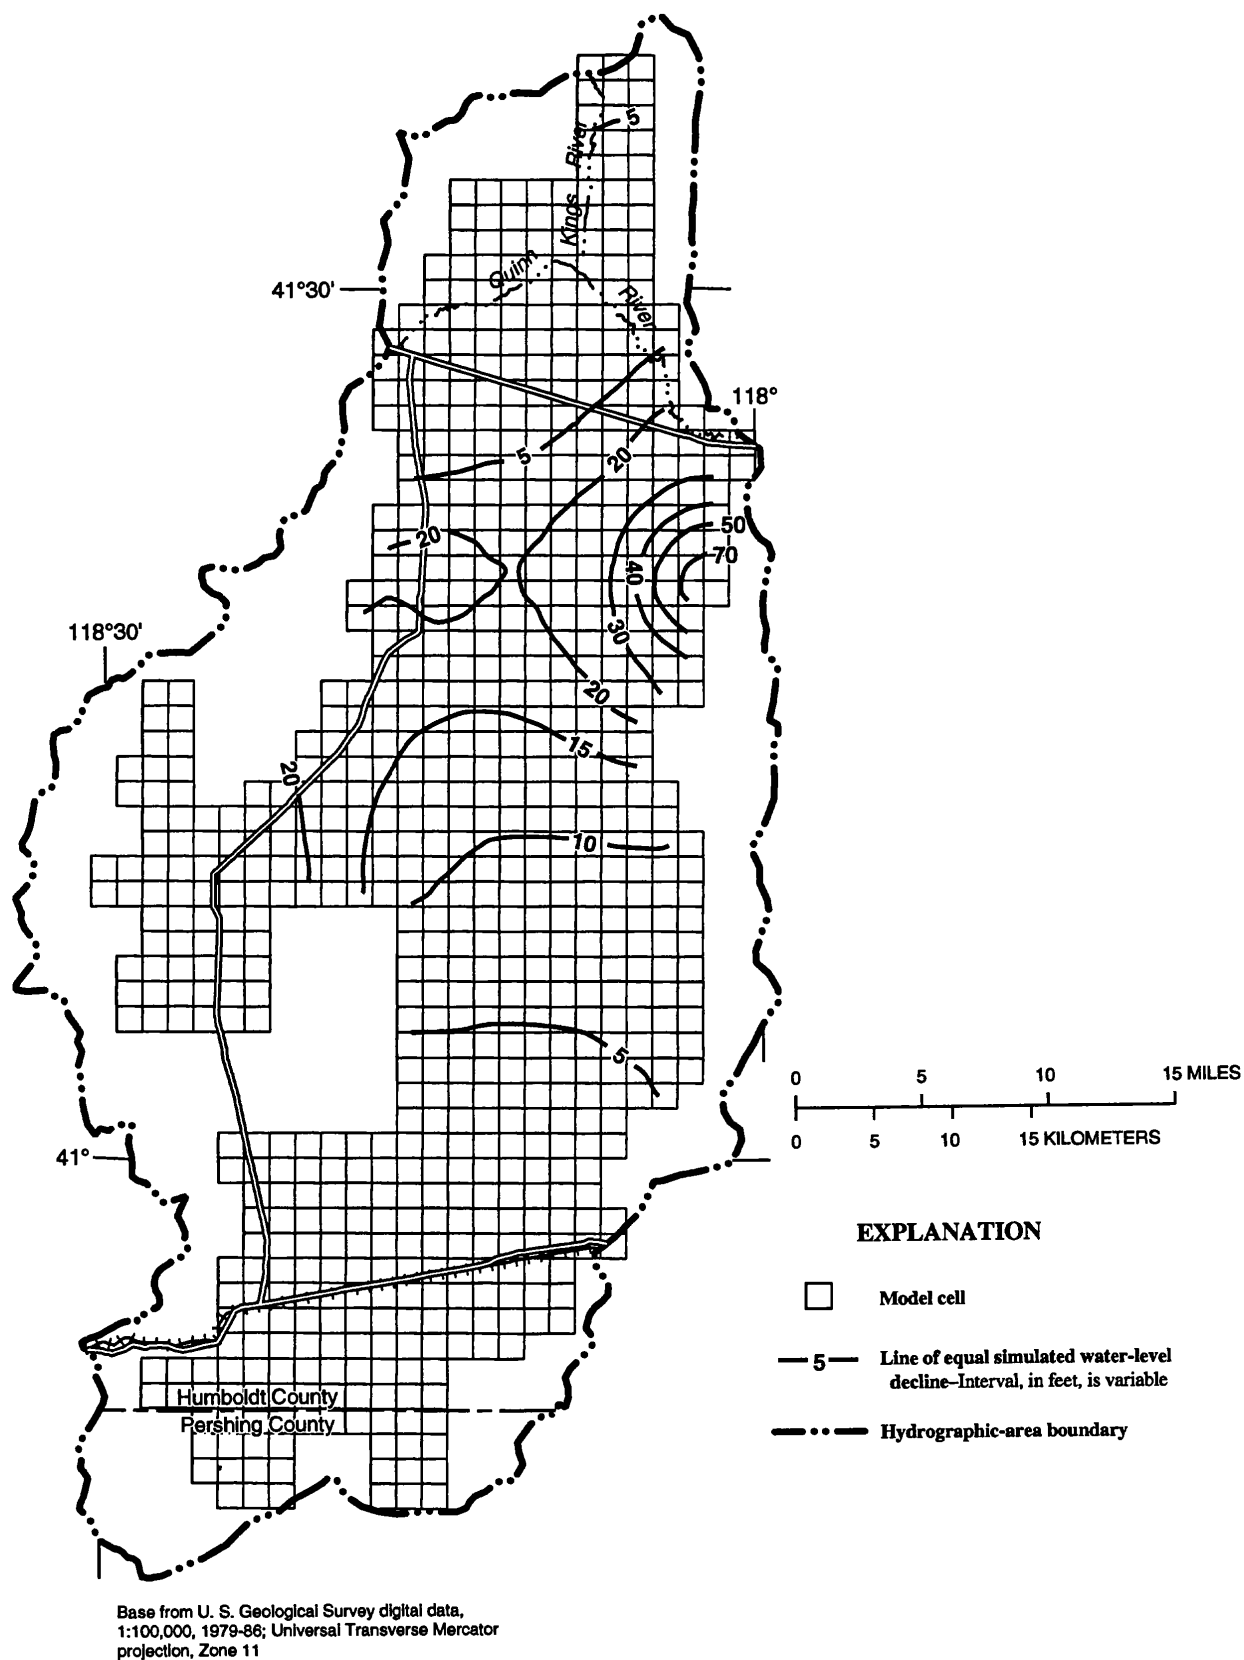 5
Kings River
Quinn River
41°30'
118°
5
20
20
50
70
40
30
118°30'
20
15
20
10
5
0 5 10 15 MILES
0 5 10 15 KILOMETERS
41°
EXPLANATION
Model cell
5 Line of equal simulated water-level
decline–Interval, in feet, is variable
Hydrographic-area boundary
Humboldt County
Pershing County
Base from U. S. Geological Survey digital data,
1:100,000, 1979-86; Universal Transverse Mercator
projection, Zone 11